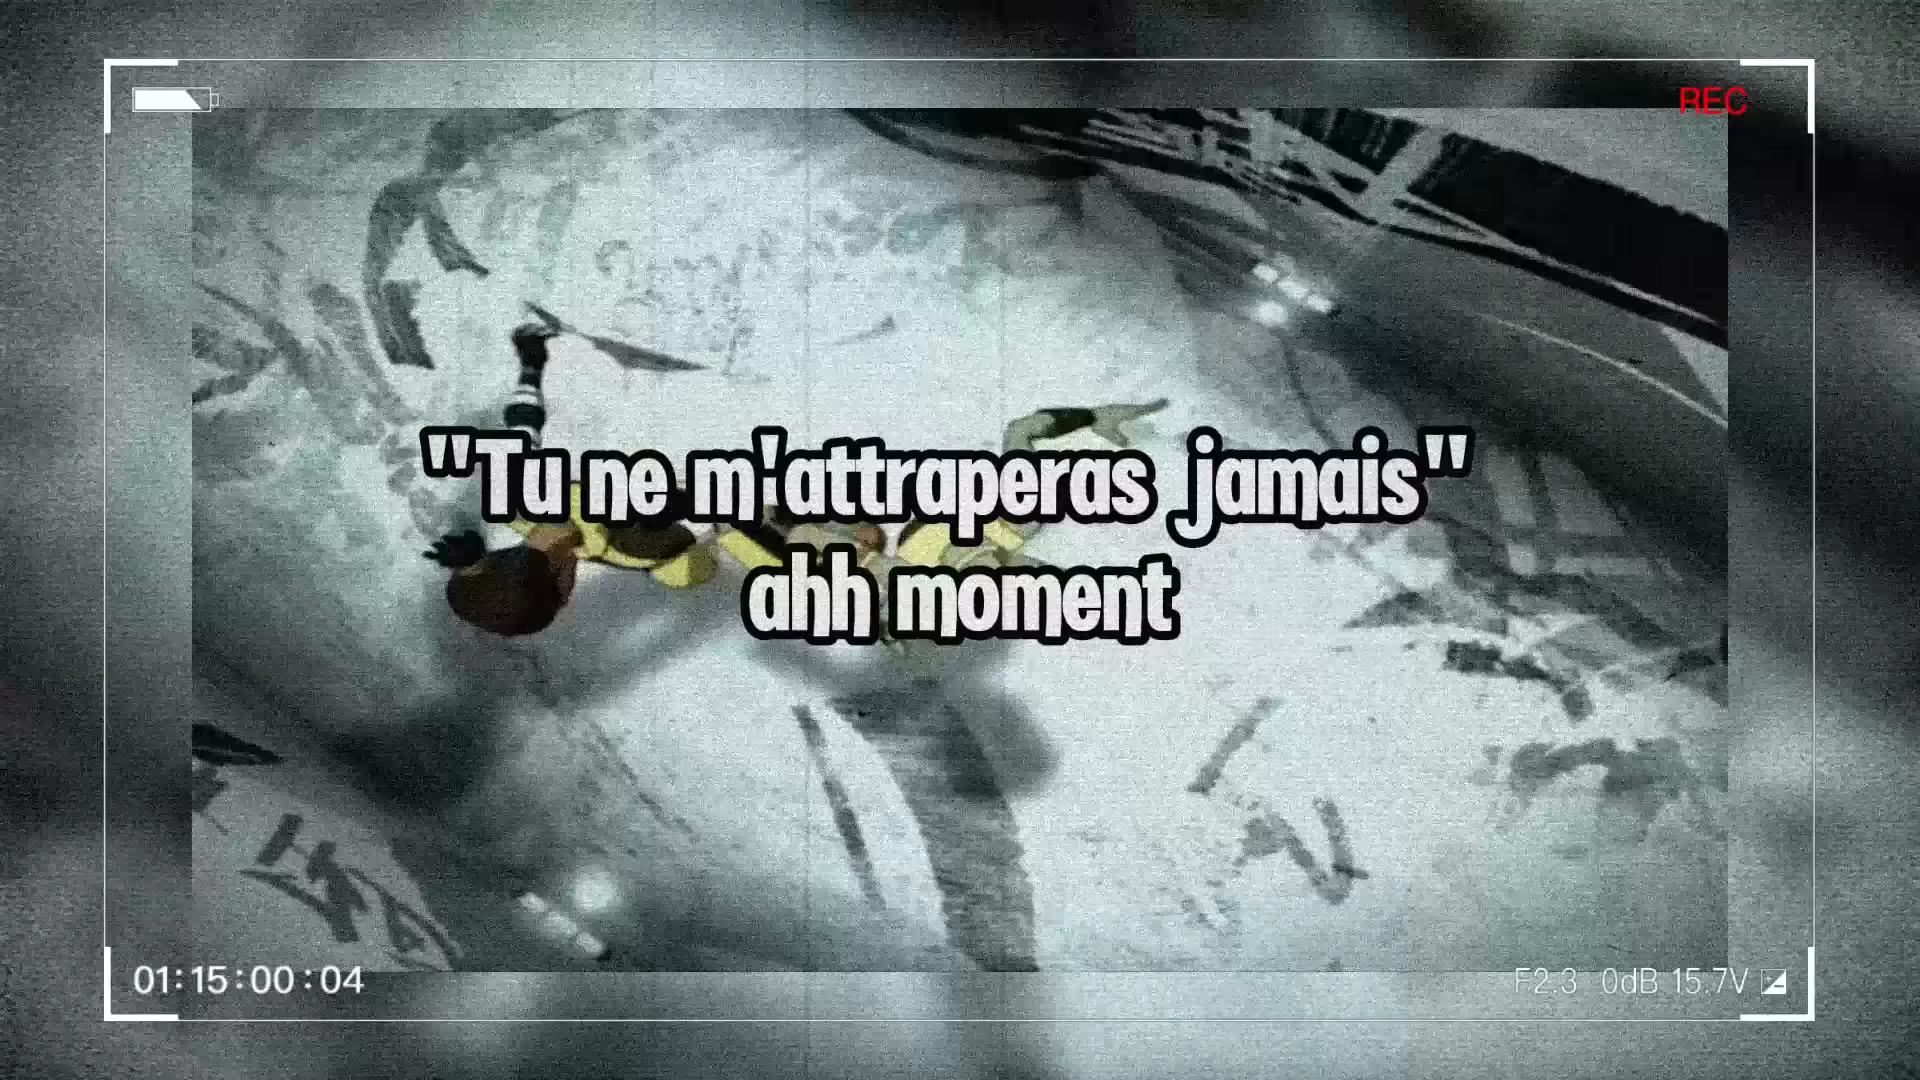 REC
"Tu ne m'attraperas jamais"
ahh moment
01:15:00:04
F2.3 0dB 15.7V